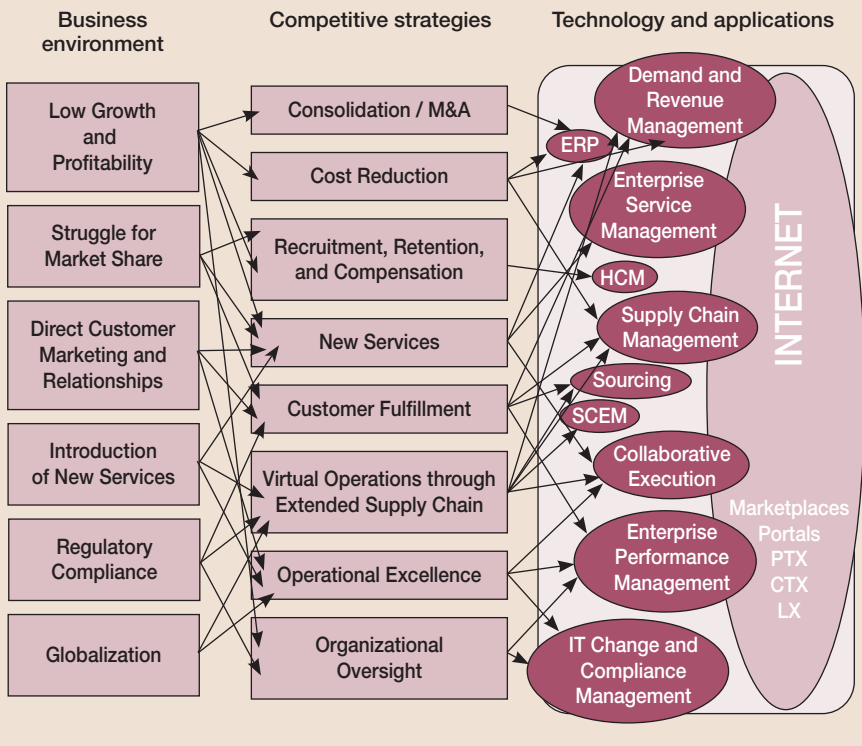 Business
environment
Competitive strategies
Technology and applications
Low Growth
and
Profitability
Struggle for
Market Share
Direct Customer
Marketing and
Relationships
Introduction
of New Services
Regulatory
Compliance
Globalization
Consolidation / M&A
Cost Reduction
Recruitment, Retention,
and Compensation
New Services
Customer Fulfillment
Virtual Operations through
Extended Supply Chain
Operational Excellence
Organizational
Oversight
Demand and
Revenue
Management
ERP
Enterprise
Service
Management
HCM
Supply Chain
Management
Sourcing
SCEM
Collaborative
Execution
Enterprise
Performance
Management
IT Change and
Compliance
Management
INTERNET
Marketplaces
Portals
PTX
CTX
LX